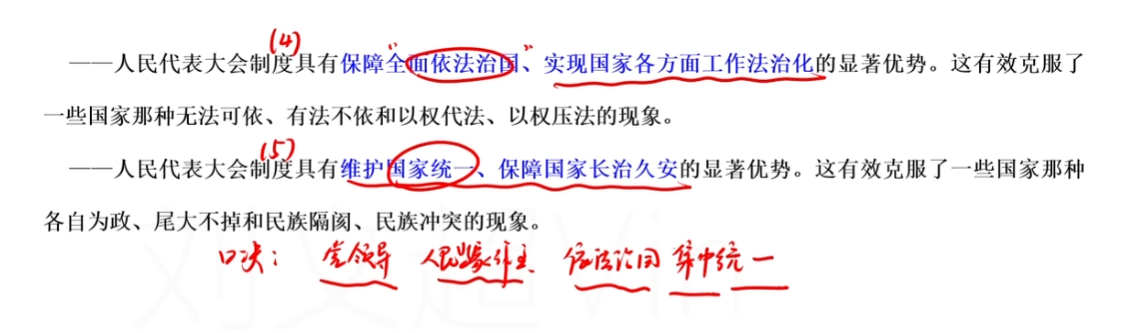 (4)
——人民代表大会制度具有保障“全面依法治国”、实现国家各方面工作法治化的显著优势。这有效克服了
一些国家那种无法可依、有法不依和以权代法、以权压法的现象。
(5)
——人民代表大会制度具有维护国家统一、保障国家长治久安的显著优势。这有效克服了一些国家那种
各自为政、尾大不掉和民族隔阂、民族冲突的现象。
口决： 党领导 人民当家作主 依法治国 集中统一